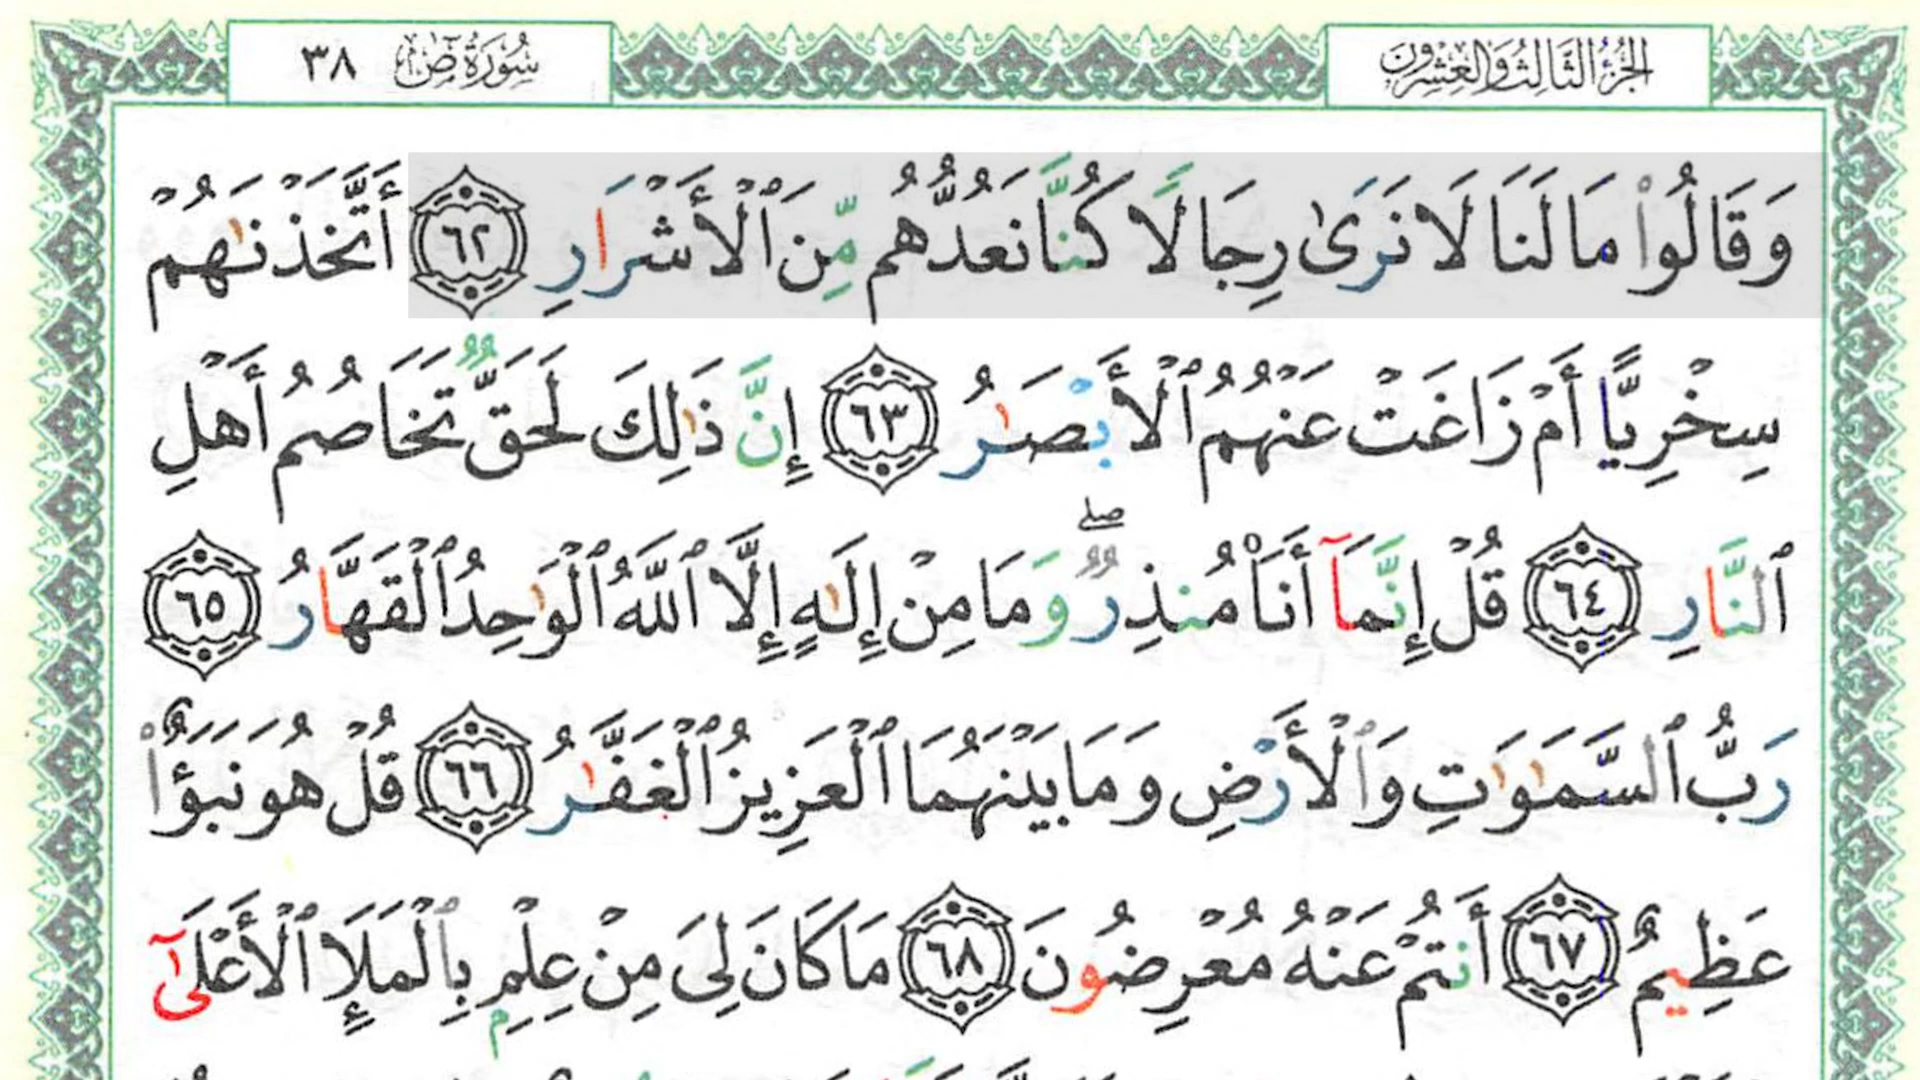 الجزء الثالث والعشرون
سورة ص ٣٨
وَقَالُوا۟ مَا لَنَا لَا نَرَىٰ رِجَالًا كُنَّا نَعُدُّهُم مِّنَ ٱلْأَشْرَارِ ٦٢ أَتَّخَذْنَٰهُمْ
سِخْرِيًّا أَمْ زَاغَتْ عَنْهُمُ ٱلْأَبْصَٰرُ ٦٣ إِنَّ ذَٰلِكَ لَحَقٌّ تَخَاصُمُ أَهْلِ
ٱلنَّارِ ٦٤ قُلْ إِنَّمَآ أَنَا۠ مُنذِرٌ ۖ وَمَا مِنْ إِلَٰهٍ إِلَّا ٱللَّهُ ٱلْوَٰحِدُ ٱلْقَهَّارُ ٦٥
رَبُّ ٱلسَّمَٰوَٰتِ وَٱلْأَرْضِ وَمَا بَيْنَهُمَا ٱلْعَزِيزُ ٱلْغَفَّٰرُ ٦٦ قُلْ هُوَ نَبَؤٌا۟
عَظِيمٌ ٦٧ أَنتُمْ عَنْهُ مُعْرِضُونَ ٦٨ مَا كَانَ لِىَ مِنْ عِلْمٍۭ بِٱلْمَلَإِ ٱلْأَعْلَىٰٓ